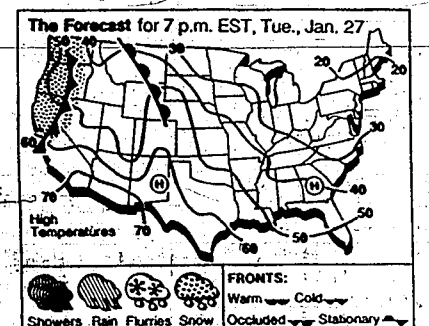 The Forecast for 7 p.m. EST, Tue., Jan. 27
50 40
30
20
20
30
60
H
H
40
70
50
High
Temperatures
70
50
60
FRONTS:
Warm Cold
Showers Rain Flurries Snow
Occluded Stationary